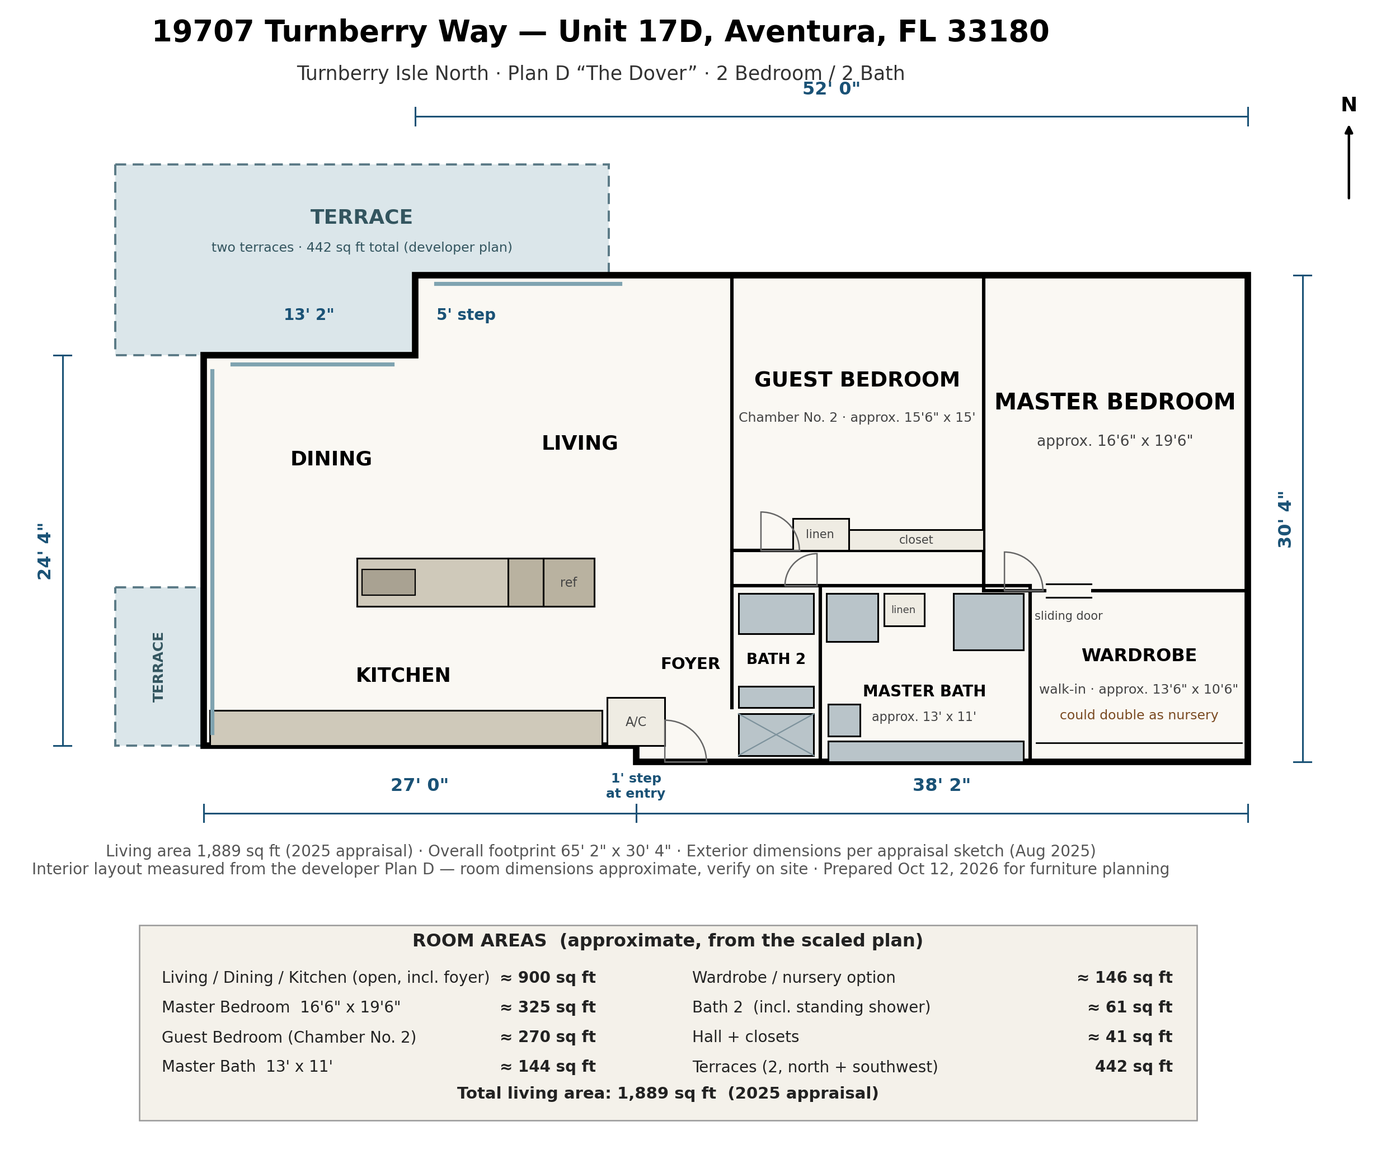 19707 Turnberry Way — Unit 17D, Aventura, FL 33180
Turnberry Isle North · Plan D “The Dover” · 2 Bedroom / 2 Bath
52' 0"
N
TERRACE
two terraces · 442 sq ft total (developer plan)
13' 2"
5' step
GUEST BEDROOM
Chamber No. 2 · approx. 15'6" x 15'
MASTER BEDROOM
approx. 16'6" x 19'6"
DINING
LIVING
24' 4"
30' 4"
linen
closet
ref
TERRACE
linen
sliding door
KITCHEN
FOYER
BATH 2
MASTER BATH
approx. 13' x 11'
WARDROBE
walk-in · approx. 13'6" x 10'6"
could double as nursery
A/C
27' 0"
1' step
at entry
38' 2"
Living area 1,889 sq ft (2025 appraisal) · Overall footprint 65' 2" x 30' 4" · Exterior dimensions per appraisal sketch (Aug 2025)
Interior layout measured from the developer Plan D — room dimensions approximate, verify on site · Prepared Oct 12, 2026 for furniture planning
ROOM AREAS (approximate, from the scaled plan)
Living / Dining / Kitchen (open, incl. foyer) ≈ 900 sq ft
Wardrobe / nursery option ≈ 146 sq ft
Master Bedroom 16'6" x 19'6" ≈ 325 sq ft
Bath 2 (incl. standing shower) ≈ 61 sq ft
Guest Bedroom (Chamber No. 2) ≈ 270 sq ft
Hall + closets ≈ 41 sq ft
Master Bath 13' x 11' ≈ 144 sq ft
Terraces (2, north + southwest) 442 sq ft
Total living area: 1,889 sq ft (2025 appraisal)